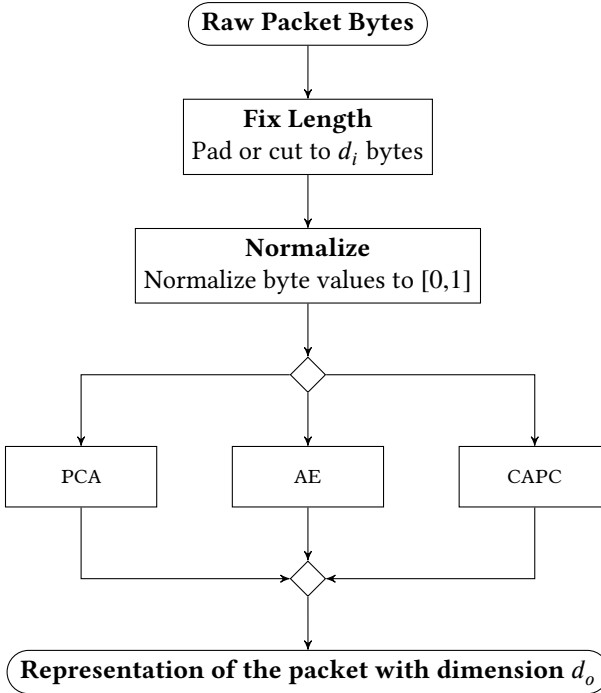 Raw Packet Bytes
Fix Length
Pad or cut to d_i bytes
Normalize
Normalize byte values to [0,1]
PCA
AE
CAPC
Representation of the packet with dimension d_o